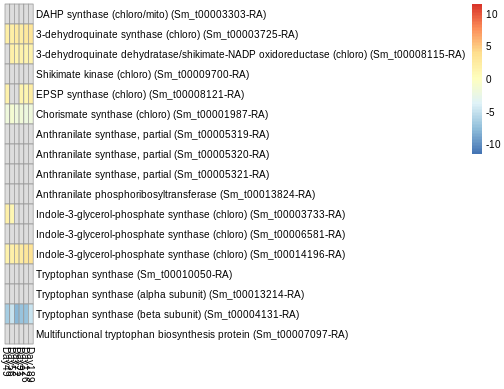 DAHP synthase (chloro/mito) (Sm_t00003303-RA)
3-dehydroquinate synthase (chloro) (Sm_t00003725-RA)
3-dehydroquinate dehydratase/shikimate-NADP oxidoreductase (chloro) (Sm_t00008115-RA)
Shikimate kinase (chloro) (Sm_t00009700-RA)
EPSP synthase (chloro) (Sm_t00008121-RA)
Chorismate synthase (chloro) (Sm_t00001987-RA)
Anthranilate synthase, partial (Sm_t00005319-RA)
Anthranilate synthase, partial (Sm_t00005320-RA)
Anthranilate synthase, partial (Sm_t00005321-RA)
Anthranilate phosphoribosyltransferase (Sm_t00013824-RA)
Indole-3-glycerol-phosphate synthase (chloro) (Sm_t00003733-RA)
Indole-3-glycerol-phosphate synthase (chloro) (Sm_t00006581-RA)
Indole-3-glycerol-phosphate synthase (chloro) (Sm_t00014196-RA)
Tryptophan synthase (Sm_t00010050-RA)
Tryptophan synthase (alpha subunit) (Sm_t00013214-RA)
Tryptophan synthase (beta subunit) (Sm_t00004131-RA)
Multifunctional tryptophan biosynthesis protein (Sm_t00007097-RA)
10
5
0
-5
-10